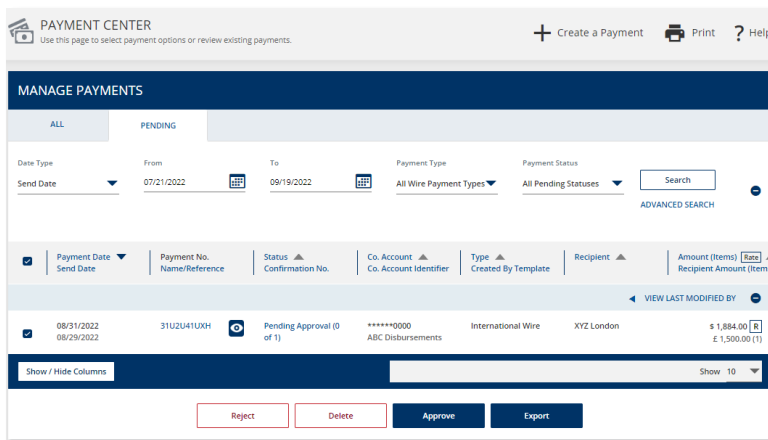 PAYMENT CENTER
Use this page to select payment options or review existing payments.
Create a Payment
Print
? Help
MANAGE PAYMENTS
ALL
PENDING
Date Type
From
To
Payment Type
Payment Status
Send Date
07/21/2022
09/19/2022
All Wire Payment Types
All Pending Statuses
Search
ADVANCED SEARCH
Payment Date
Send Date
Payment No.
Name/Reference
Status
Confirmation No.
Co. Account
Co. Account Identifier
Type
Created By Template
Recipient
Amount (Items) Rate
Recipient Amount (Item
VIEW LAST MODIFIED BY
08/31/2022
08/29/2022
31U2U41UXH
Pending Approval (0
of 1)
******0000
ABC Disbursements
International Wire
XYZ London
$ 1,884.00 R
£ 1,500.00 (1)
Show / Hide Columns
Show 10
Reject
Delete
Approve
Export